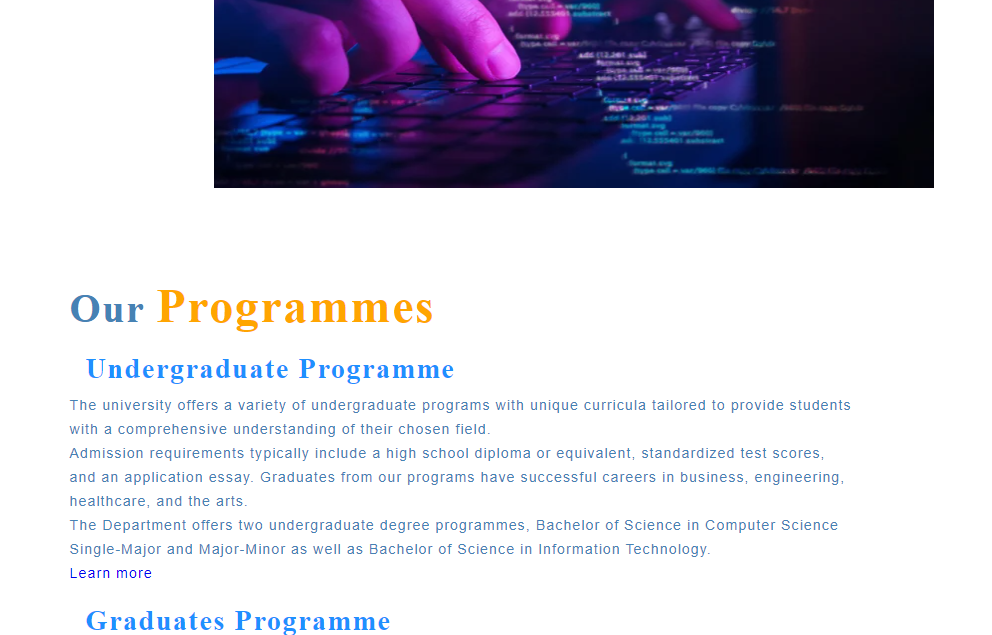 Our Programmes
Undergraduate Programme
The university offers a variety of undergraduate programs with unique curricula tailored to provide students
with a comprehensive understanding of their chosen field.
Admission requirements typically include a high school diploma or equivalent, standardized test scores,
and an application essay. Graduates from our programs have successful careers in business, engineering,
healthcare, and the arts.
The Department offers two undergraduate degree programmes, Bachelor of Science in Computer Science
Single-Major and Major-Minor as well as Bachelor of Science in Information Technology.
Learn more
Graduates Programme